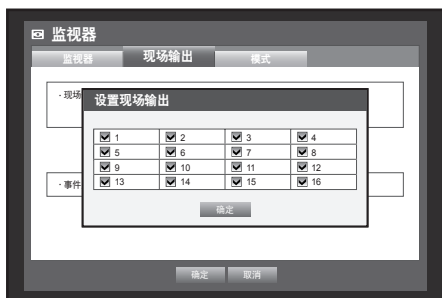 监视器
监视器 现场输出 模式
· 现场
设置现场输出
1 2 3 4
5 6 7 8
9 10 11 12
13 14 15 16
· 事件
确定
确定 取消